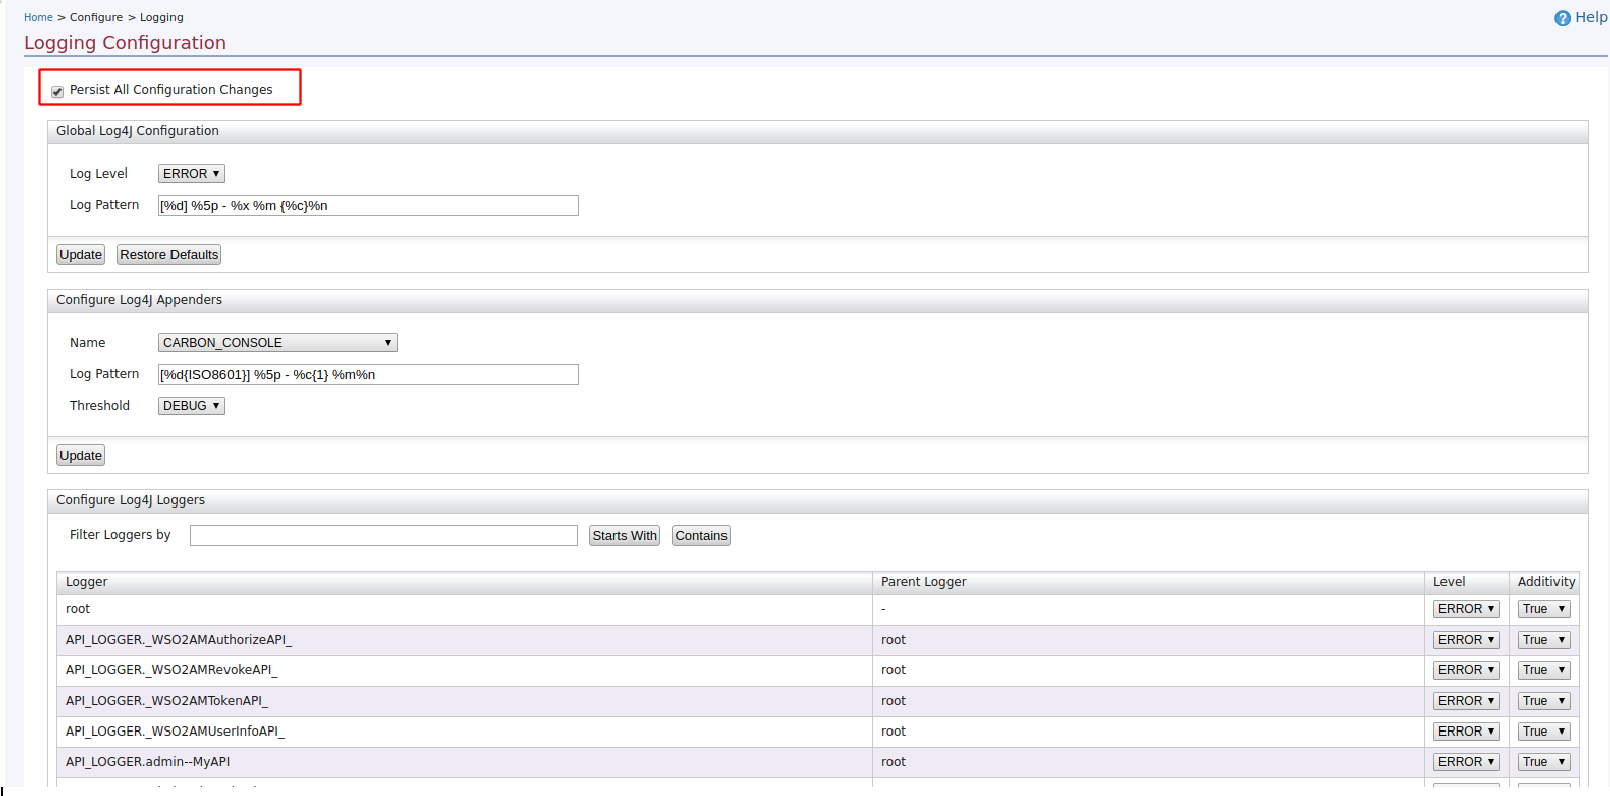 Home > Configure > Logging
Help
Logging Configuration
Persist All Configuration Changes
Global Log4J Configuration
Log Level ERROR
Log Pattern [%d] %5p - %x %m {%c}%n
Update Restore Defaults
Configure Log4J Appenders
Name CARBON_CONSOLE
Log Pattern [%d{ISO8601}] %5p - %c{1} %m%n
Threshold DEBUG
Update
Configure Log4J Loggers
Filter Loggers by Starts With Contains
Logger Parent Logger Level Additivity
root - ERROR True
API_LOGGER._WSO2AMAuthorizeAPI_ root ERROR True
API_LOGGER._WSO2AMRevokeAPI_ root ERROR True
API_LOGGER._WSO2AMTokenAPI_ root ERROR True
API_LOGGER._WSO2AMUserInfoAPI_ root ERROR True
API_LOGGER.admin--MyAPI root ERROR True